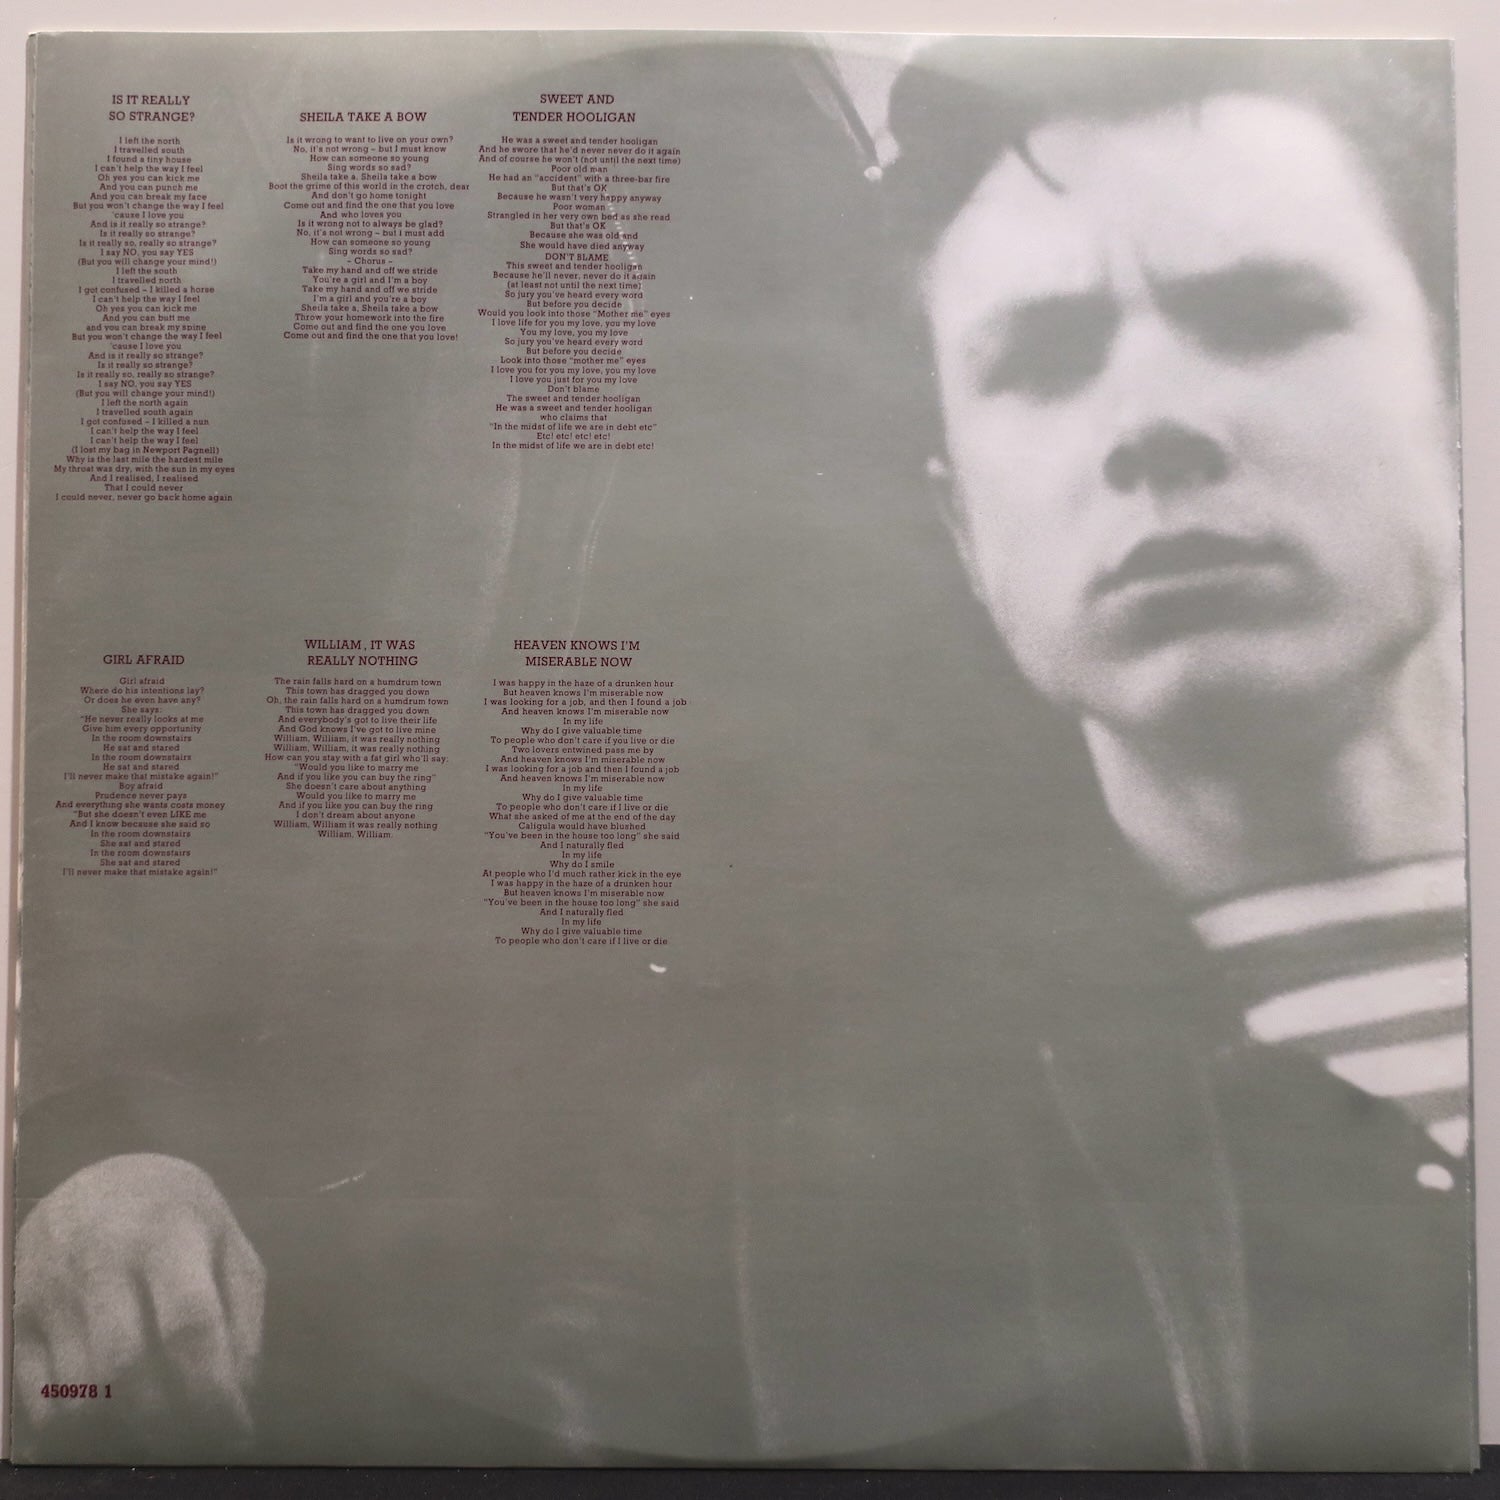 IS IT REALLY
SO STRANGE?
I left the north
I travelled south
I found a tiny house
I can't help the way I feel
Oh yes you can kick me
And you can punch me
And you can break my face
But you won't change the way I feel
'cause I love you
And is it really so strange?
Is it really so strange?
Is it really so, really so strange?
I say NO, you say YES
(But you will change your mind!)
I left the south
I travelled north
I got confused – I killed a horse
I can't help the way I feel
Oh yes you can kick me
And you can butt me
and you can break my spine
But you won't change the way I feel
'cause I love you
And is it really so strange?
Is it really so strange?
Is it really so, really so strange?
I say NO, you say YES
(But you will change your mind!)
I left the north again
I travelled south again
I got confused – I killed a nun
I can't help the way I feel
I can't help the way I feel
(I lost my bag in Newport Pagnell)
Why is the last mile the hardest mile
My throat was dry, with the sun in my eyes
And I realised, I realised
That I could never
I could never, never go back home again
SHEILA TAKE A BOW
Is it wrong to want to live on your own?
No, it's not wrong – but I must know
How can someone so young
Sing words so sad?
Sheila take a, Sheila take a bow
Boot the grime of this world in the crotch, dear
And don't go home tonight
Come out and find the one that you love
And who loves you
Is it wrong not to always be glad?
No, it's not wrong – but I must add
How can someone so young
Sing words so sad?
– Chorus –
Take my hand and off we stride
You're a girl and I'm a boy
Take my hand and off we stride
I'm a girl and you're a boy
Sheila take a, Sheila take a bow
Throw your homework into the fire
Come out and find the one you love
Come out and find the one that you love!
SWEET AND
TENDER HOOLIGAN
He was a sweet and tender hooligan
And he swore that he'd never never do it again
And of course he won't (not until the next time)
Poor old man
He had an "accident" with a three-bar fire
But that's OK
Because he wasn't very happy anyway
Poor woman
Strangled in her very own bed as she read
But that's OK
Because she was old and
She would have died anyway
DON'T BLAME
This sweet and tender hooligan
Because he'll never, never do it again
(at least not until the next time)
So jury you've heard every word
But before you decide
Would you look into those "Mother me" eyes
I love life for you my love, you my love
You my love, you my love
So jury you've heard every word
But before you decide
Look into those "mother me" eyes
I love you for you my love, you my love
I love you just for you my love
Don't blame
The sweet and tender hooligan
He was a sweet and tender hooligan
who claims that
"In the midst of life we are in debt etc"
Etc! etc! etc! etc!
In the midst of life we are in debt etc!
GIRL AFRAID
Girl afraid
Where do his intentions lay?
Or does he even have any?
She says:
"He never really looks at me
Give him every opportunity
In the room downstairs
He sat and stared
In the room downstairs
He sat and stared
I'll never make that mistake again!"
Boy afraid
Prudence never pays
And everything she wants costs money
"But she doesn't even LIKE me
And I know because she said so
In the room downstairs
She sat and stared
In the room downstairs
She sat and stared
I'll never make that mistake again!"
WILLIAM, IT WAS
REALLY NOTHING
The rain falls hard on a humdrum town
This town has dragged you down
Oh, the rain falls hard on a humdrum town
This town has dragged you down
And everybody's got to live their life
And God knows I've got to live mine
William, William, it was really nothing
William, William, it was really nothing
How can you stay with a fat girl who'll say:
"Would you like to marry me
And if you like you can buy the ring"
She doesn't care about anything
Would you like to marry me
And if you like you can buy the ring
I don't dream about anyone
William, William it was really nothing
William, William.
HEAVEN KNOWS I'M
MISERABLE NOW
I was happy in the haze of a drunken hour
But heaven knows I'm miserable now
I was looking for a job, and then I found a job
And heaven knows I'm miserable now
In my life
Why do I give valuable time
To people who don't care if you live or die
Two lovers entwined pass me by
And heaven knows I'm miserable now
I was looking for a job and then I found a job
And heaven knows I'm miserable now
In my life
Why do I give valuable time
To people who don't care if I live or die
What she asked of me at the end of the day
Caligula would have blushed
"You've been in the house too long" she said
And I naturally fled
In my life
Why do I smile
At people who I'd much rather kick in the eye
I was happy in the haze of a drunken hour
But heaven knows I'm miserable now
"You've been in the house too long" she said
And I naturally fled
In my life
Why do I give valuable time
To people who don't care if I live or die
450978 1